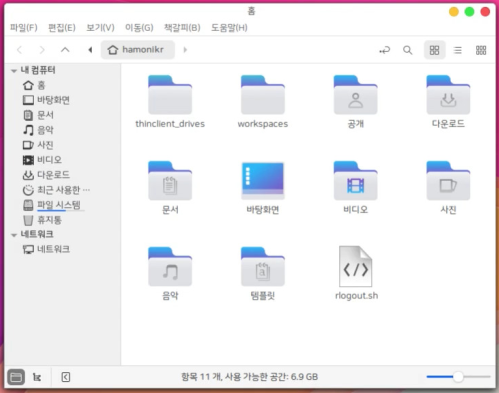 홈
파일(F) 편집(E) 보기(V) 이동(G) 책갈피(B) 도움말(H)
hamonikr
내 컴퓨터
홈
바탕화면
문서
음악
사진
비디오
다운로드
최근 사용한 ...
파일 시스템
휴지통
네트워크
네트워크
thinclient_drives workspaces 공개 다운로드
문서 바탕화면 비디오 사진
음악 템플릿 rlogout.sh
항목 11 개, 사용 가능한 공간: 6.9 GB